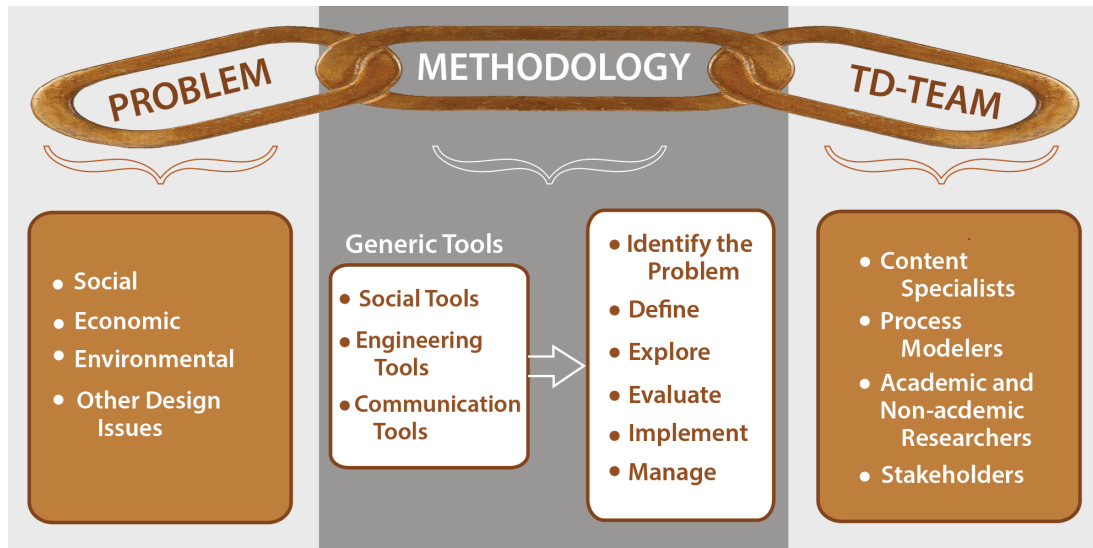 PROBLEM
METHODOLOGY
TD-TEAM
• Social
• Economic
• Environmental
• Other Design
Issues
Generic Tools
• Social Tools
• Engineering
Tools
• Communication
Tools
• Identify the
Problem
• Define
• Explore
• Evaluate
• Implement
• Manage
• Content
Specialists
• Process
Modelers
• Academic and
Non-acdemic
Researchers
• Stakeholders